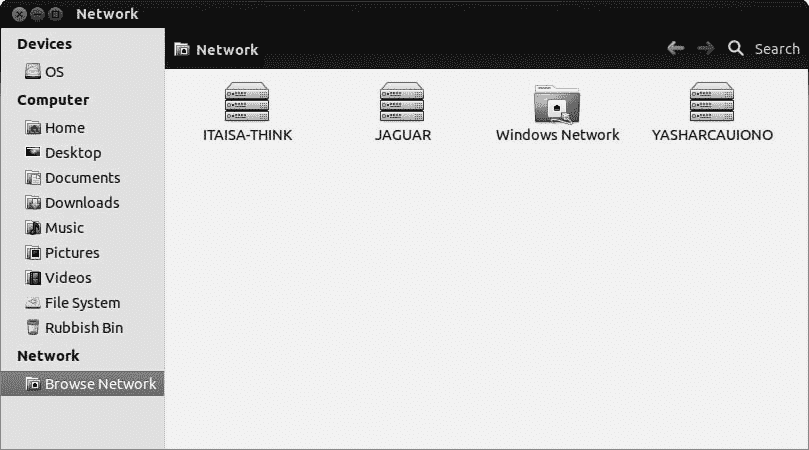 Network
Devices
OS
Computer
Home
Desktop
Documents
Downloads
Music
Pictures
Videos
File System
Rubbish Bin
Network
Browse Network
Network
Search
ITAISA-THINK
JAGUAR
Windows Network
YASHARCAUIONO